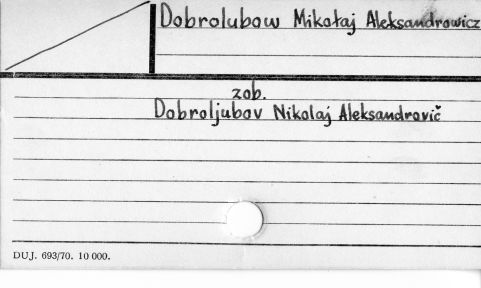 Dobrolubow Mikołaj Aleksandrowicz
zob.
Dobroljubov Nikolaj Aleksandrovič
DUJ. 693/70. 10 000.